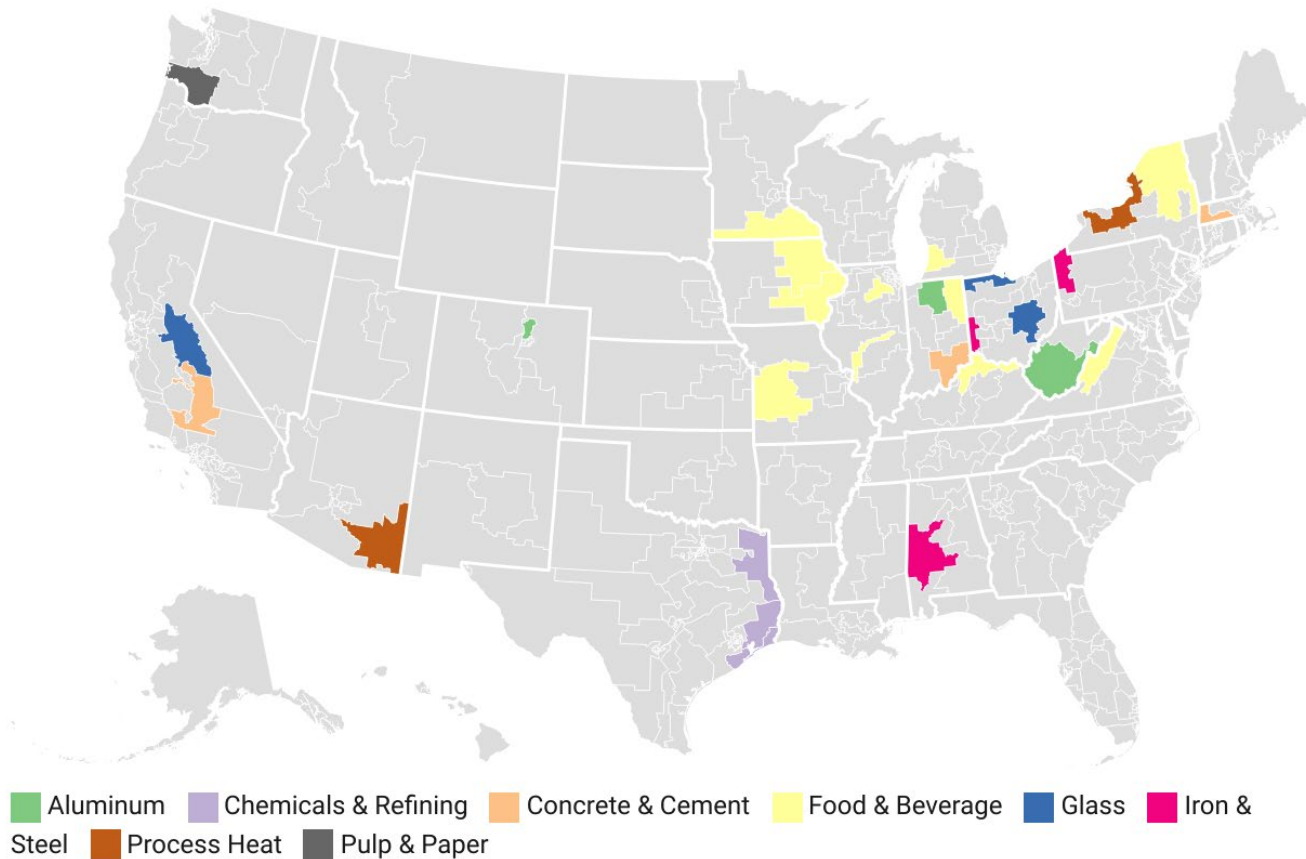 Aluminum Chemicals & Refining Concrete & Cement Food & Beverage Glass Iron &
Steel Process Heat Pulp & Paper